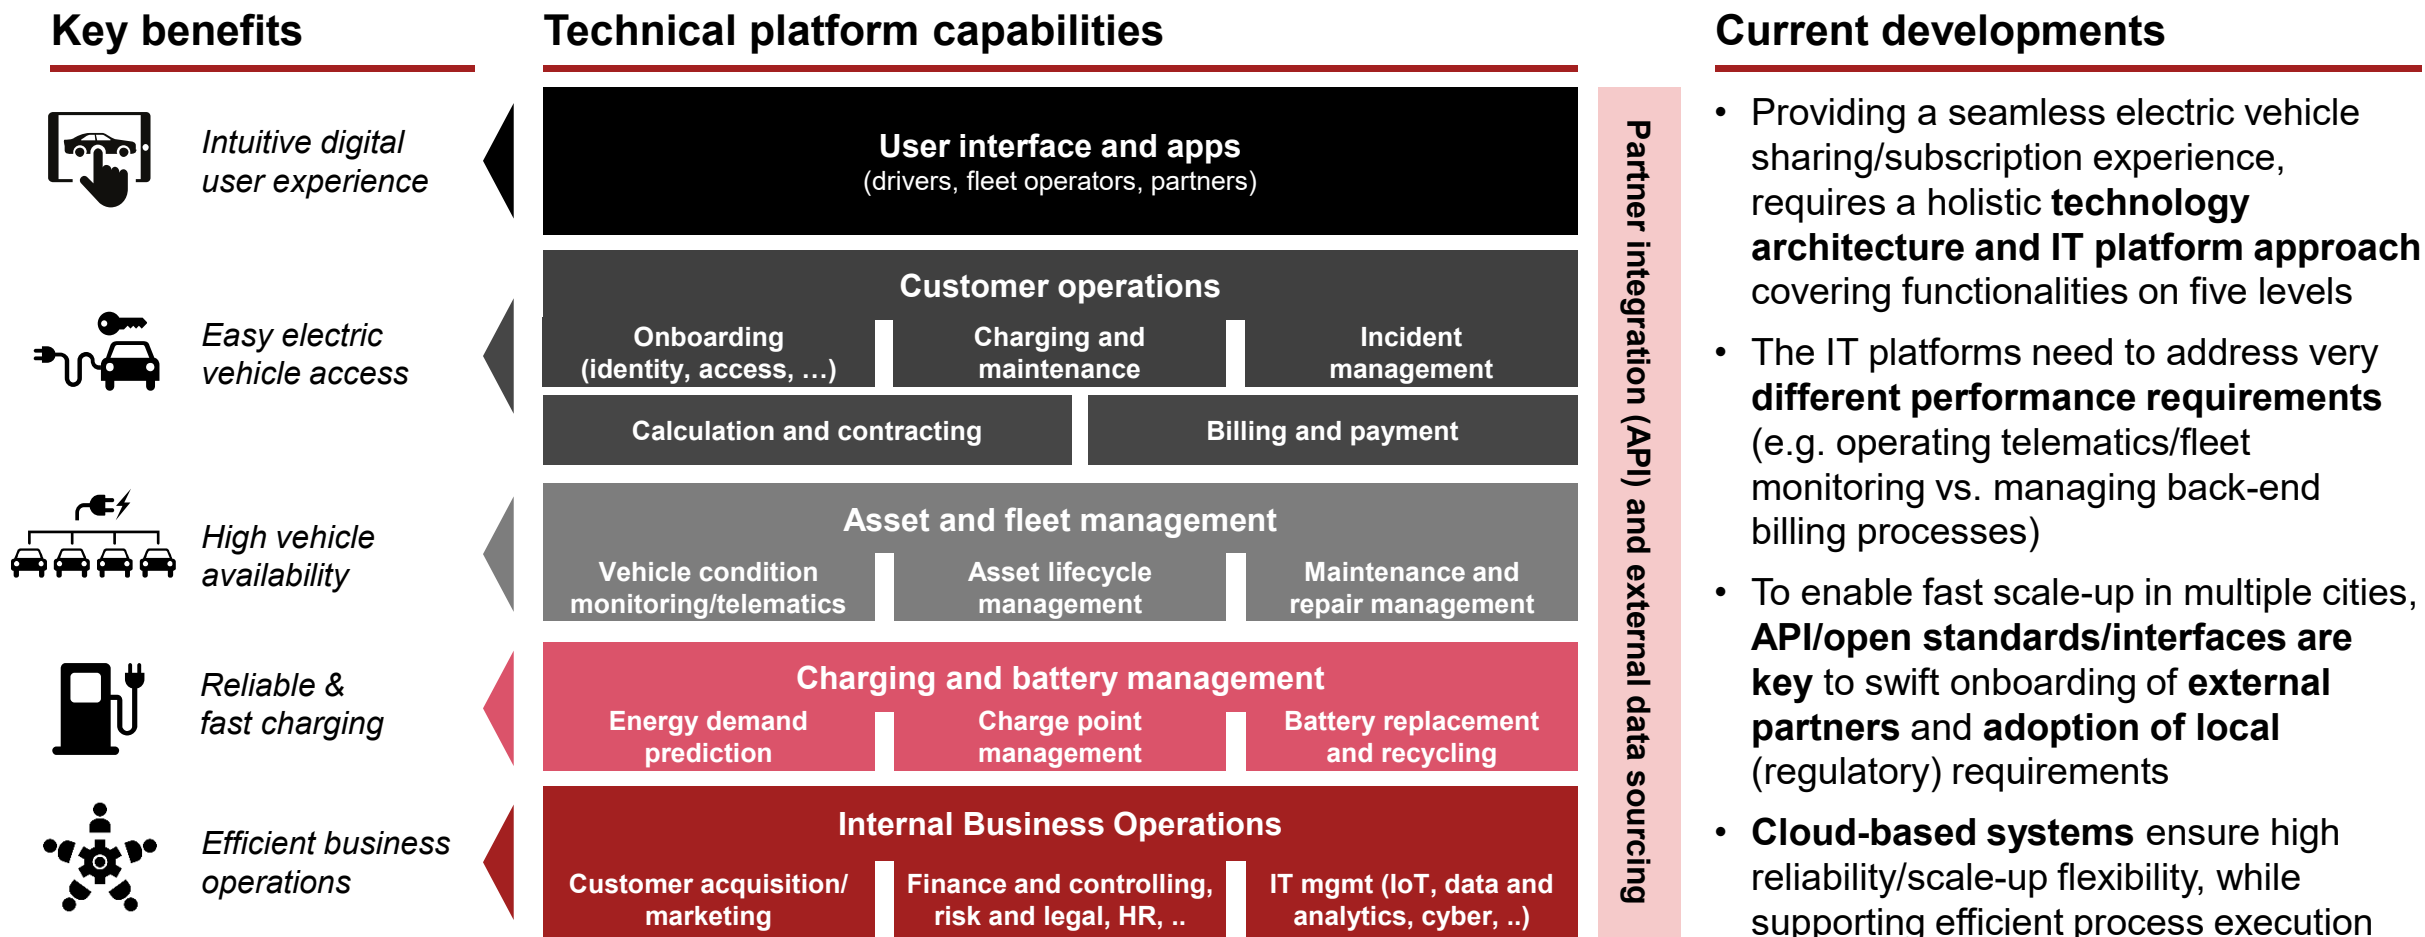 Key benefits
Intuitive digital
user experience
Easy electric
vehicle access
High vehicle
availability
Reliable &
fast charging
Efficient business
operations
Technical platform capabilities
User interface and apps
(drivers, fleet operators, partners)
Customer operations
Onboarding
(identity, access, …)
Charging and
maintenance
Incident
management
Calculation and contracting
Billing and payment
Asset and fleet management
Vehicle condition
monitoring/telematics
Asset lifecycle
management
Maintenance and
repair management
Charging and battery management
Energy demand
prediction
Charge point
management
Battery replacement
and recycling
Internal Business Operations
Customer acquisition/
marketing
Finance and controlling,
risk and legal, HR, ..
IT mgmt (IoT, data and
analytics, cyber, ..)
Partner integration (API) and external data sourcing
Current developments
• Providing a seamless electric vehicle
sharing/subscription experience,
requires a holistic technology
architecture and IT platform approach
covering functionalities on five levels
• The IT platforms need to address very
different performance requirements
(e.g. operating telematics/fleet
monitoring vs. managing back-end
billing processes)
• To enable fast scale-up in multiple cities,
API/open standards/interfaces are
key to swift onboarding of external
partners and adoption of local
(regulatory) requirements
• Cloud-based systems ensure high
reliability/scale-up flexibility, while
supporting efficient process execution